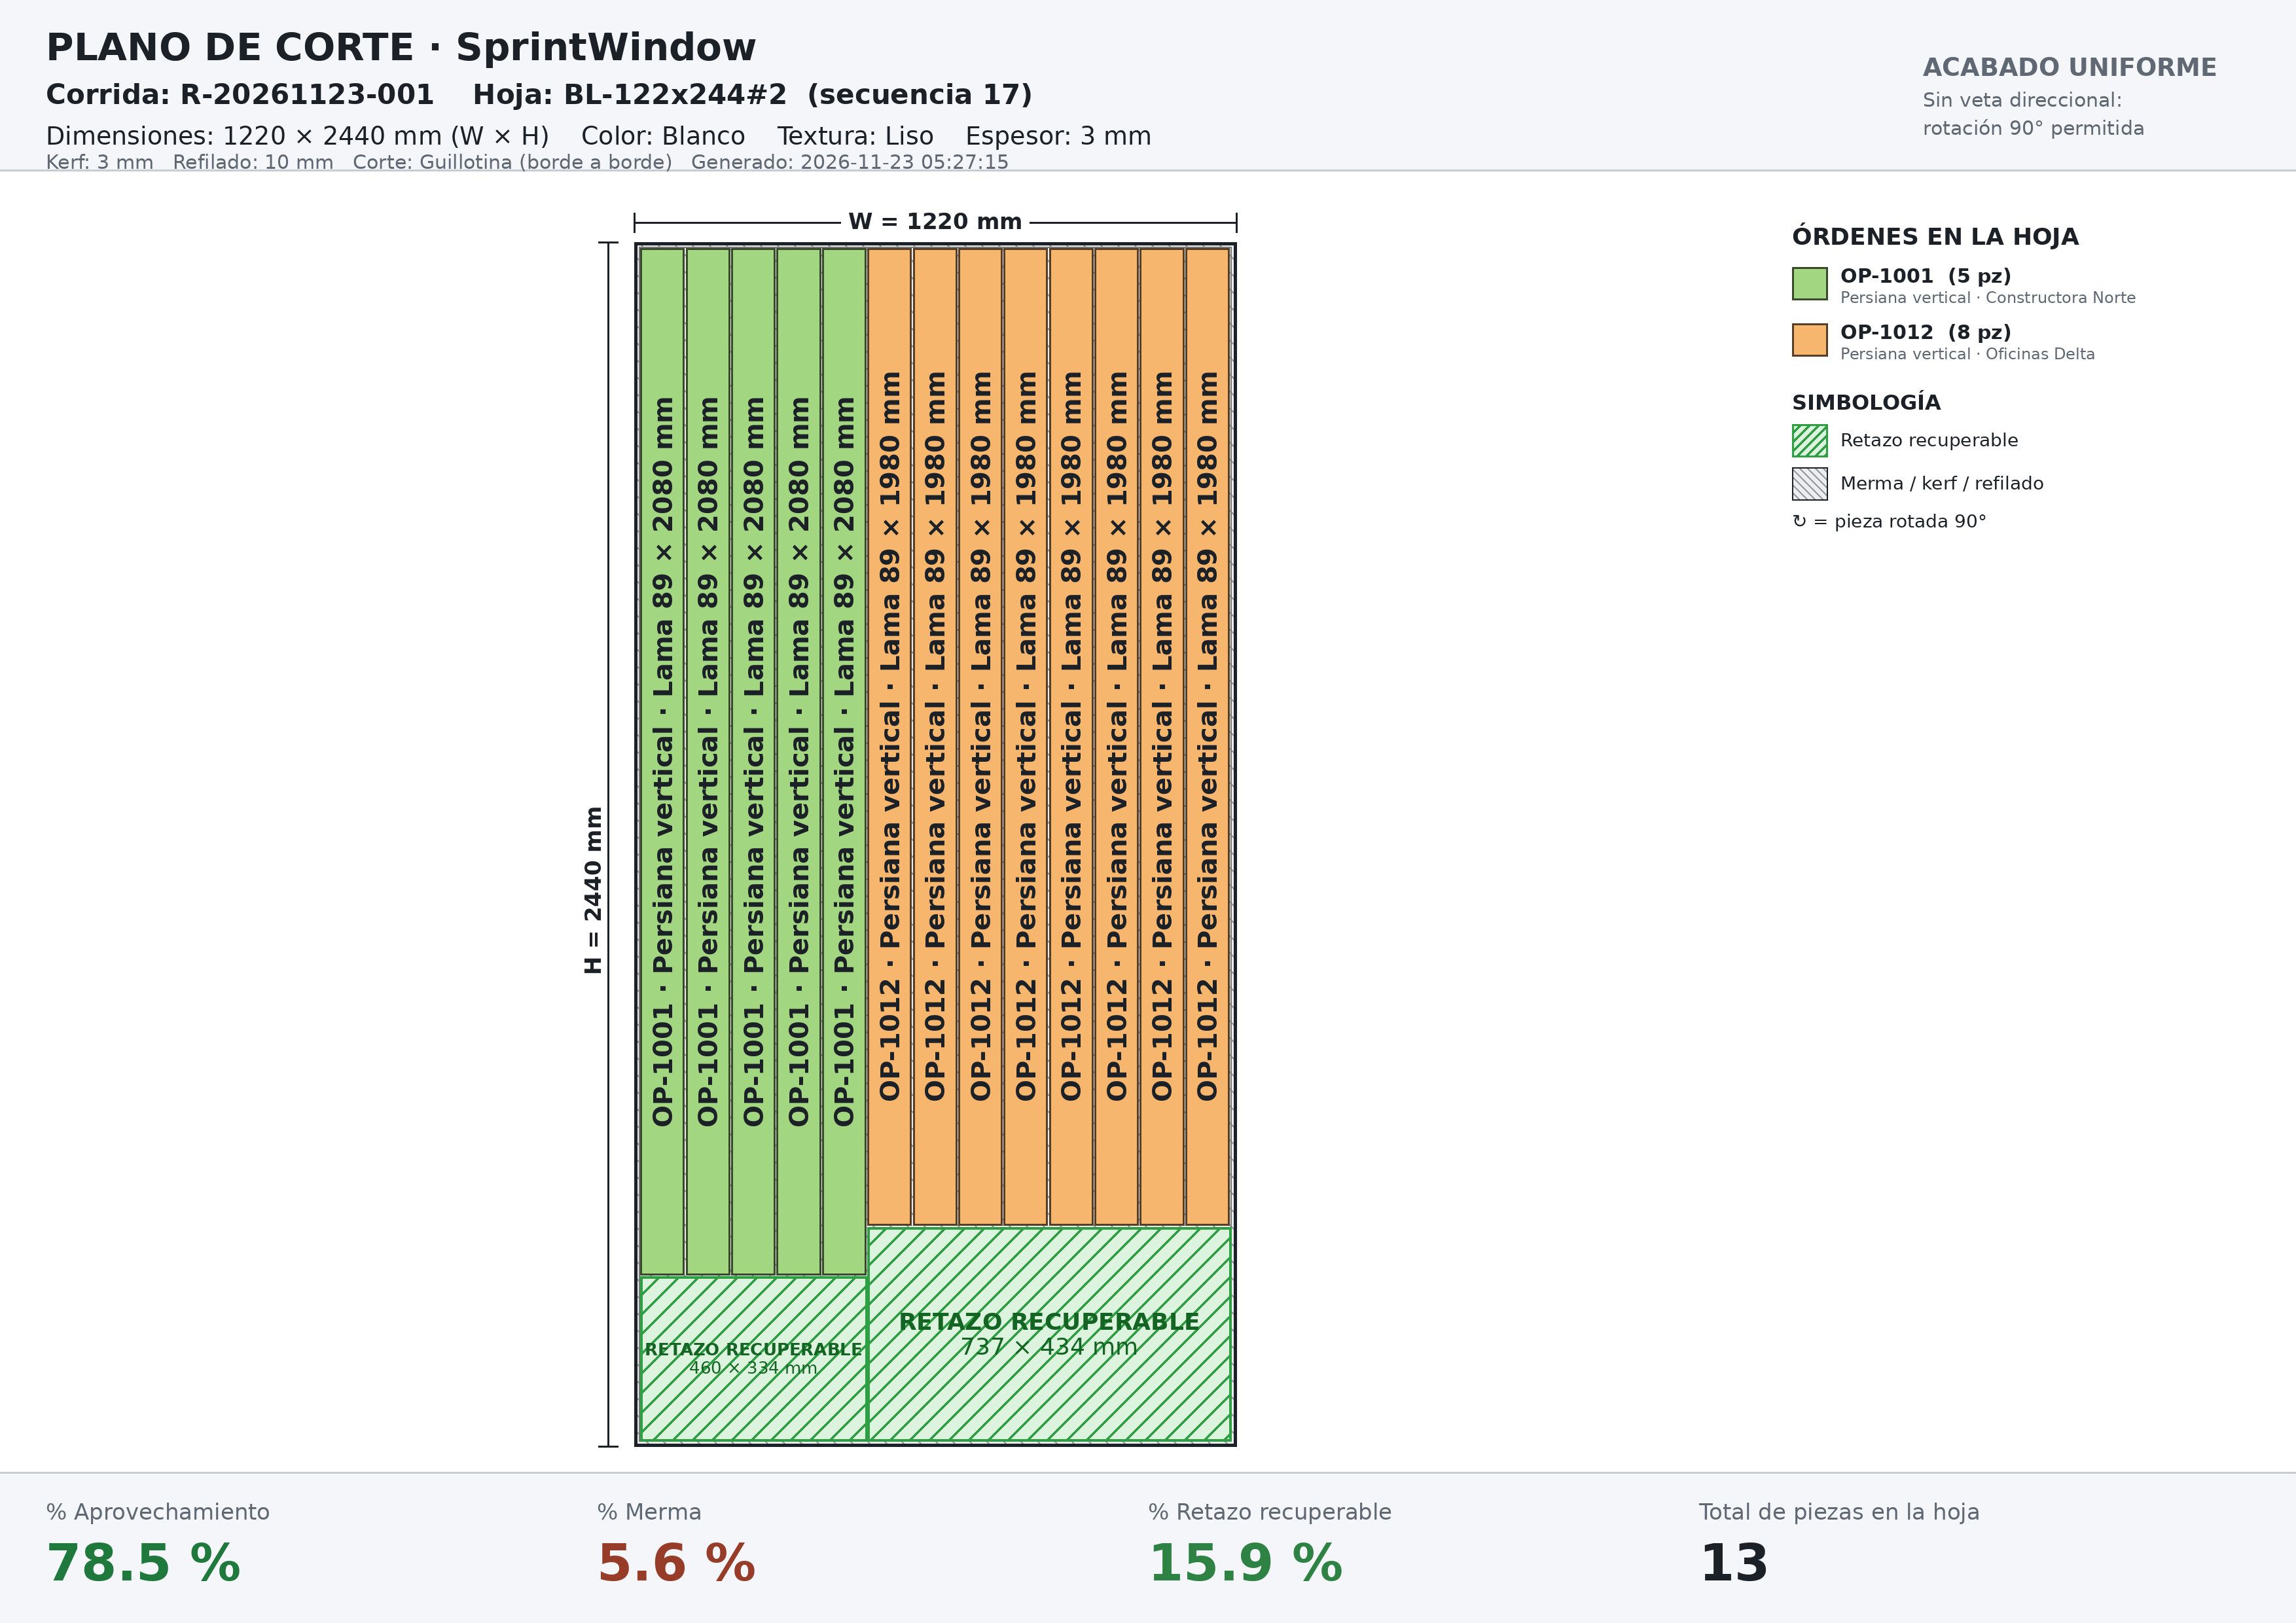 PLANO DE CORTE · SprintWindow
Corrida: R-20261123-001    Hoja: BL-122x244#2  (secuencia 17)
Dimensiones: 1220 × 2440 mm (W × H)    Color: Blanco    Textura: Liso    Espesor: 3 mm
Kerf: 3 mm   Refilado: 10 mm   Corte: Guillotina (borde a borde)   Generado: 2026-11-23 05:27:15
ACABADO UNIFORME
Sin veta direccional:
rotación 90° permitida
W = 1220 mm
H = 2440 mm
OP-1001 · Persiana vertical · Lama 89 × 2080 mm
OP-1001 · Persiana vertical · Lama 89 × 2080 mm
OP-1001 · Persiana vertical · Lama 89 × 2080 mm
OP-1001 · Persiana vertical · Lama 89 × 2080 mm
OP-1001 · Persiana vertical · Lama 89 × 2080 mm
OP-1012 · Persiana vertical · Lama 89 × 1980 mm
OP-1012 · Persiana vertical · Lama 89 × 1980 mm
OP-1012 · Persiana vertical · Lama 89 × 1980 mm
OP-1012 · Persiana vertical · Lama 89 × 1980 mm
OP-1012 · Persiana vertical · Lama 89 × 1980 mm
OP-1012 · Persiana vertical · Lama 89 × 1980 mm
OP-1012 · Persiana vertical · Lama 89 × 1980 mm
OP-1012 · Persiana vertical · Lama 89 × 1980 mm
RETAZO RECUPERABLE
460 × 334 mm
RETAZO RECUPERABLE
737 × 434 mm
ÓRDENES EN LA HOJA
OP-1001  (5 pz)
Persiana vertical · Constructora Norte
OP-1012  (8 pz)
Persiana vertical · Oficinas Delta
SIMBOLOGÍA
Retazo recuperable
Merma / kerf / refilado
↻ = pieza rotada 90°
% Aprovechamiento
78.5 %
% Merma
5.6 %
% Retazo recuperable
15.9 %
Total de piezas en la hoja
13